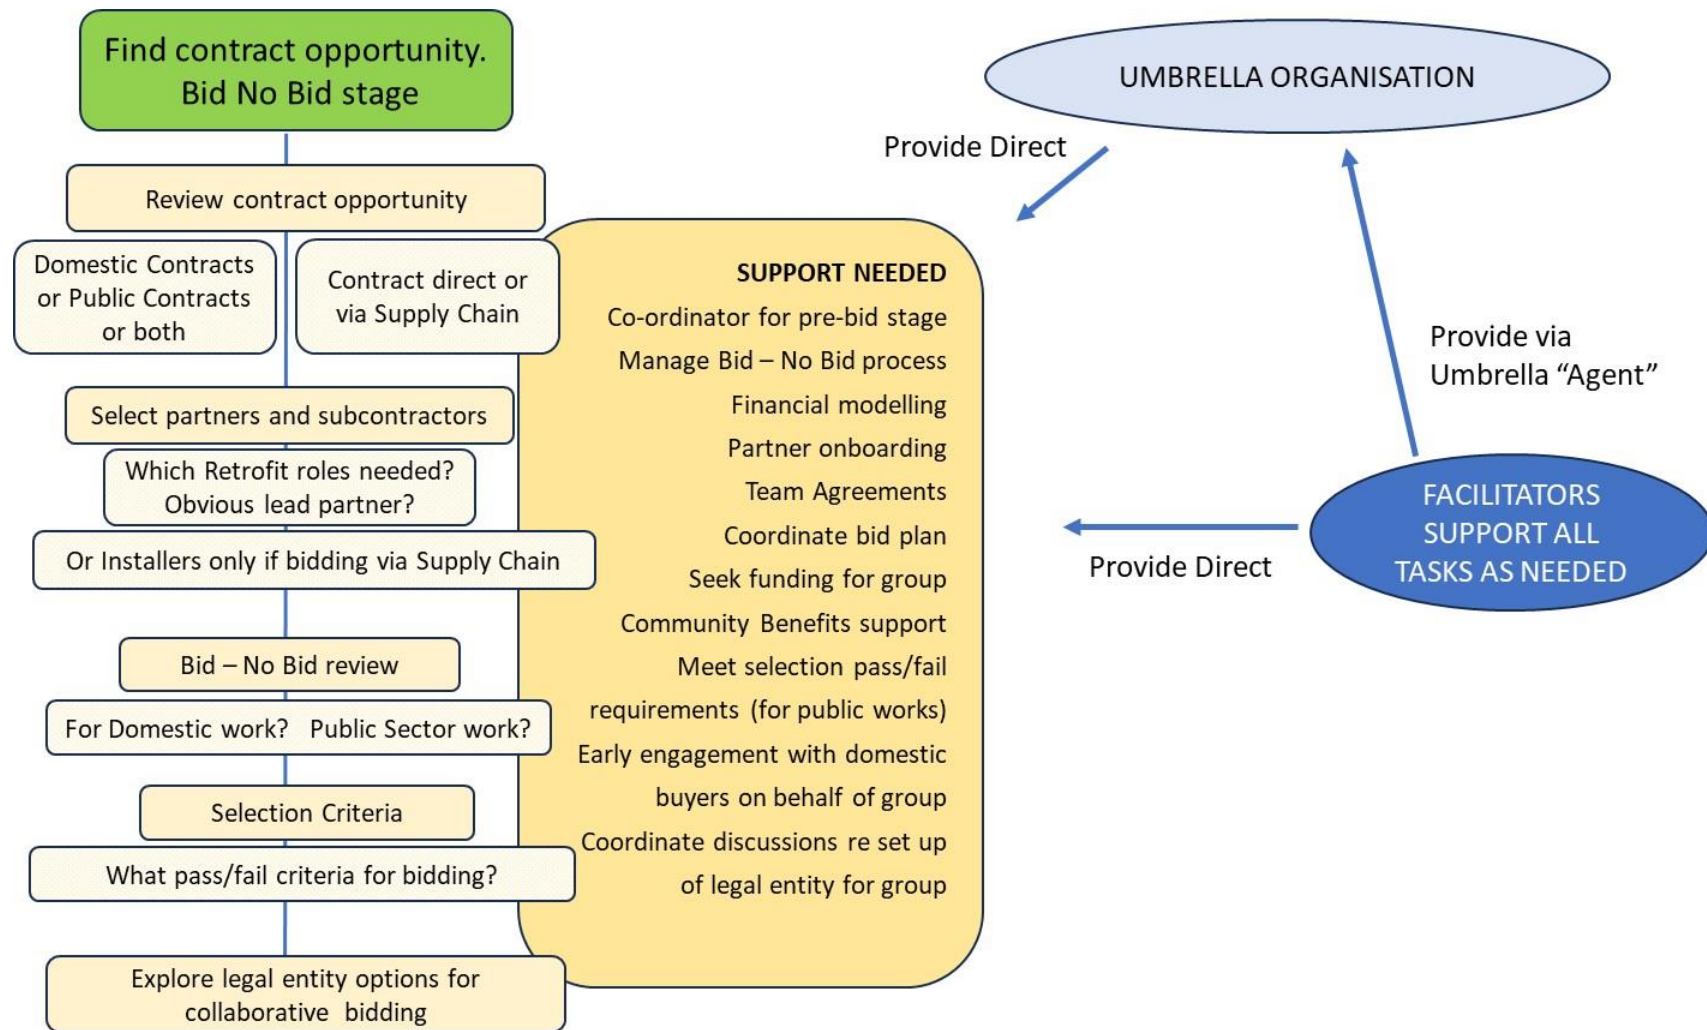 Find contract opportunity.
Bid No Bid stage
Review contract opportunity
Domestic Contracts
or Public Contracts
or both
Contract direct or
via Supply Chain
Select partners and subcontractors
Which Retrofit roles needed?
Obvious lead partner?
Or Installers only if bidding via Supply Chain
Bid – No Bid review
For Domestic work? Public Sector work?
Selection Criteria
What pass/fail criteria for bidding?
Explore legal entity options for
collaborative bidding
SUPPORT NEEDED
Co-ordinator for pre-bid stage
Manage Bid – No Bid process
Financial modelling
Partner onboarding
Team Agreements
Coordinate bid plan
Seek funding for group
Community Benefits support
Meet selection pass/fail
requirements (for public works)
Early engagement with domestic
buyers on behalf of group
Coordinate discussions re set up
of legal entity for group
UMBRELLA ORGANISATION
Provide Direct
Provide via
Umbrella “Agent”
Provide Direct
FACILITATORS
SUPPORT ALL
TASKS AS NEEDED